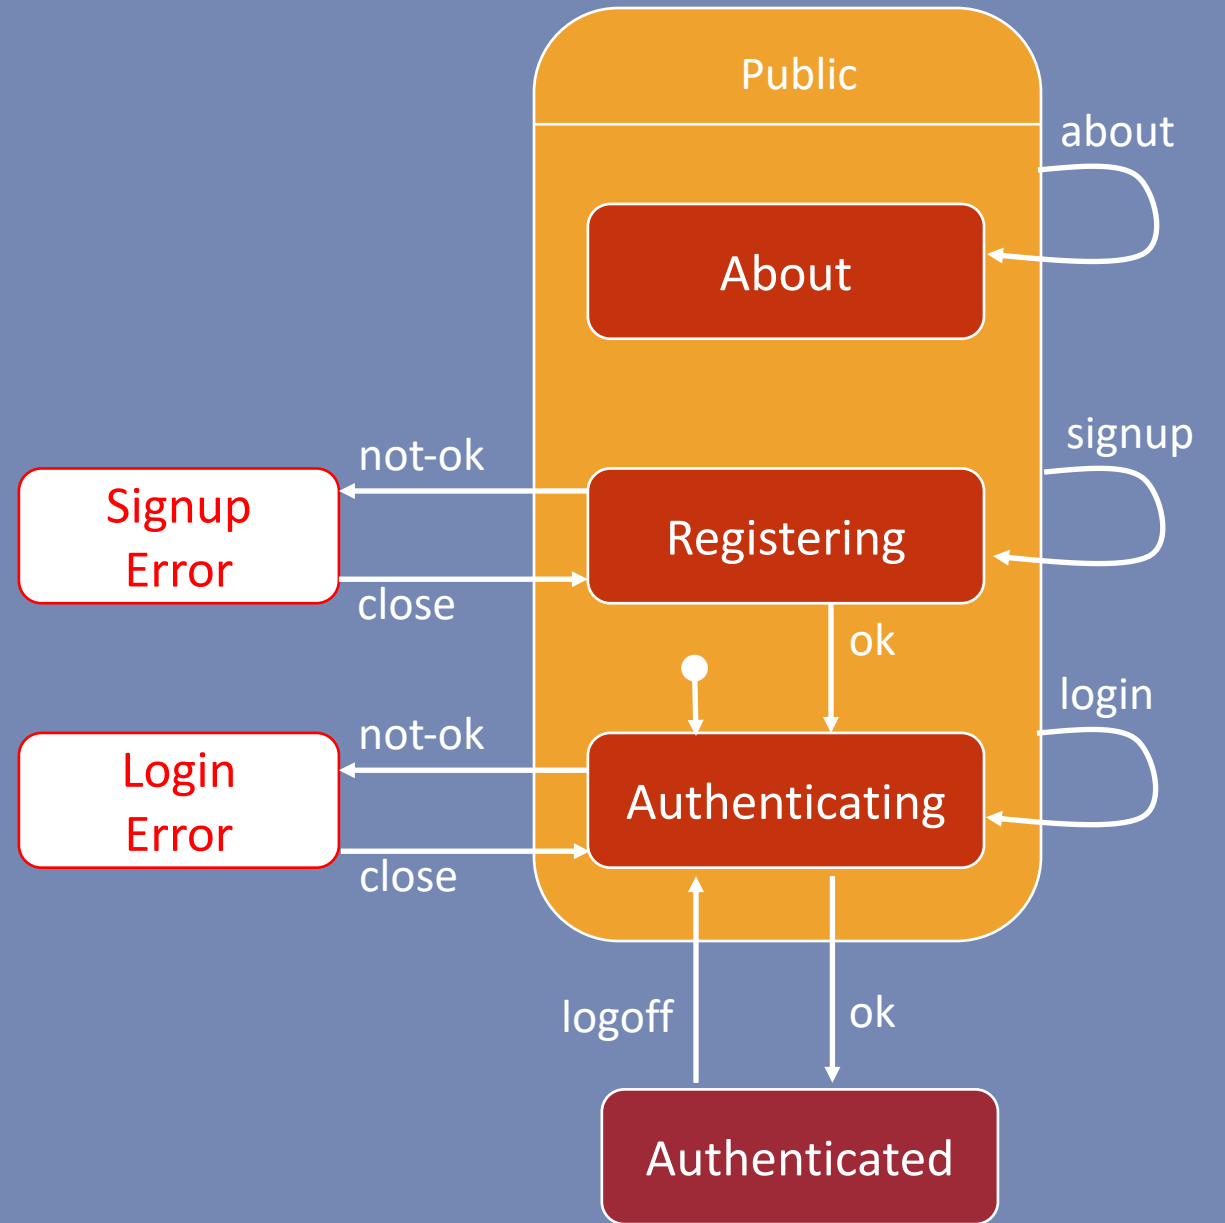 Public
about
About
signup
not-ok
Signup
Error
Registering
close
ok
login
not-ok
Login
Error
Authenticating
close
logoff
ok
Authenticated